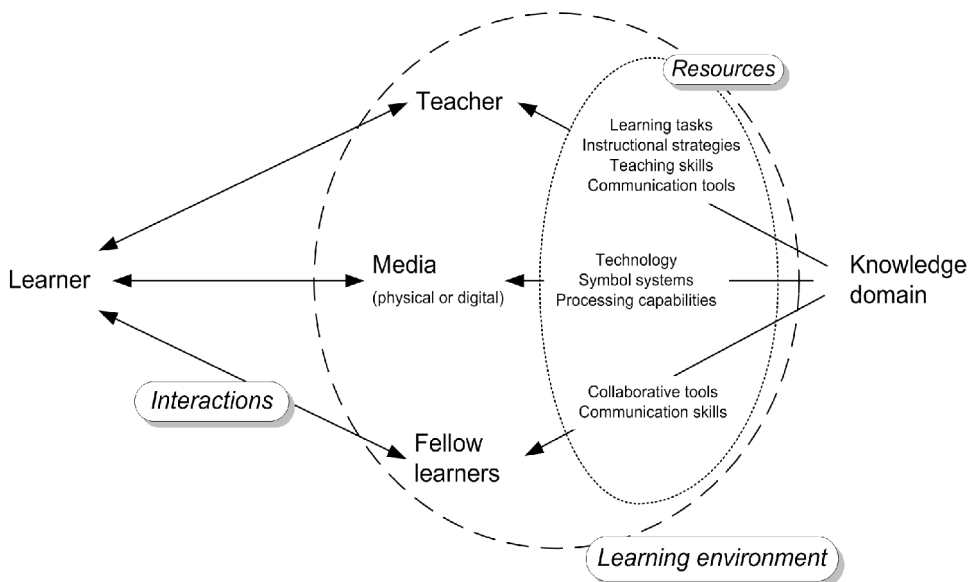 Resources
Teacher
Learning tasks
Instructional strategies
Teaching skills
Communication tools
Learner
Media
(physical or digital)
Technology
Symbol systems
Processing capabilities
Knowledge
domain
Interactions
Collaborative tools
Communication skills
Fellow
learners
Learning environment